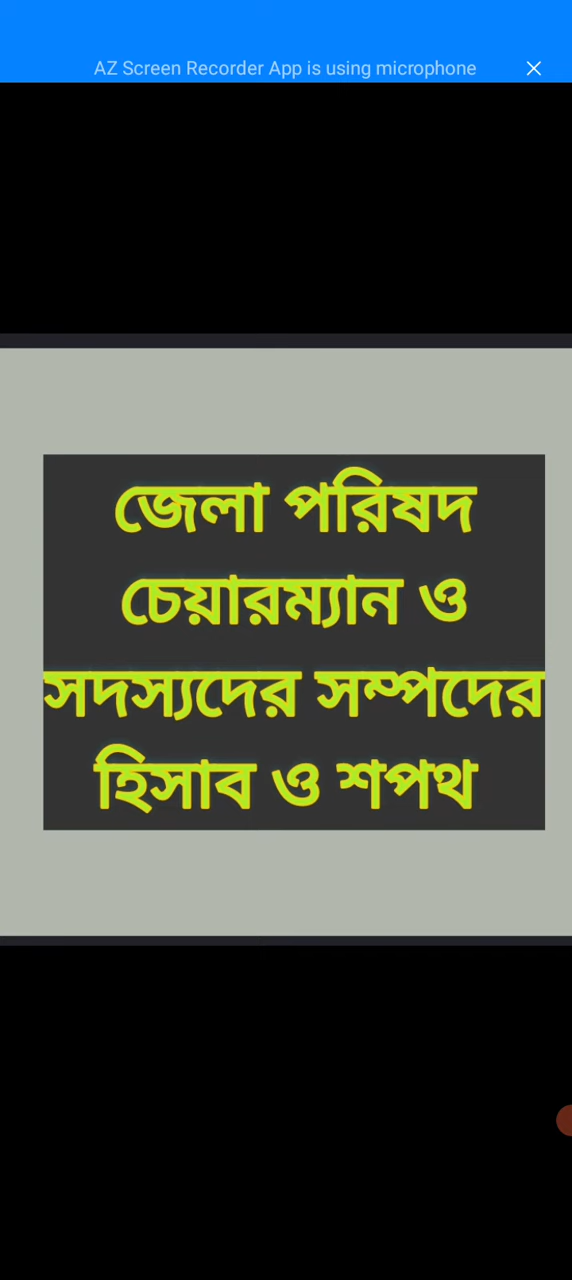 AZ Screen Recorder App is using microphone
জেলা পরিষদ
চেয়ারম্যান ও
সদস্যদের সম্পদের
হিসাব ও শপথ